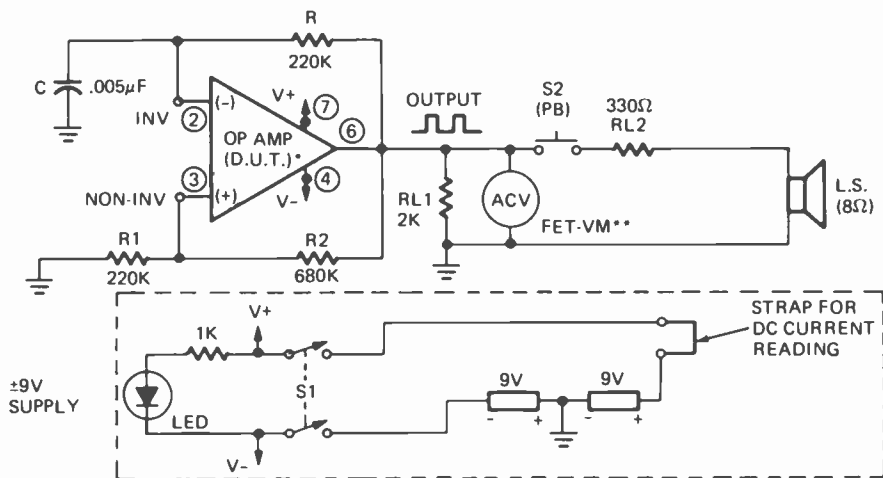 R
220K
C .005µF
INV
2
(-)
V+
7
OP AMP
(D.U.T.)*
6
3
(+)
NON-INV
4
V-
R1
220K
R2
680K
OUTPUT
RL1
2K
ACV
FET-VM**
S2
(PB)
330Ω
RL2
L.S.
(8Ω)
±9V
SUPPLY
1K
V+
LED
S1
V-
9V
- +
9V
- +
STRAP FOR
DC CURRENT
READING